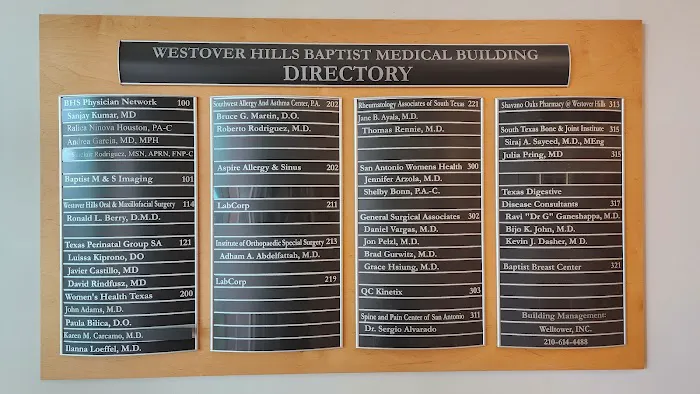 WESTOVER HILLS BAPTIST MEDICAL BUILDING
DIRECTORY
BHS Physician Network 100
Sanjay Kumar, MD
Ralica Ninova Houston, PA-C
Andrea Garcia, MD, MPH
Rodriguez, MSN, APRN, FNP-C
Baptist M & S Imaging 101
Westover Hills Oral & Maxillofacial Surgery 114
Ronald L. Berry, D.M.D.
Texas Perinatal Group SA 121
Luissa Kiprono, DO
Javier Castillo, MD
David Rindfusz, MD
Women's Health Texas 200
John Adams, M.D.
Paula Bilica, D.O.
Karen M. Carcamo, M.D.
Ilanna Loeffel, M.D.
Southwest Allergy And Asthma Center, P.A. 202
Bruce G. Martin, D.O.
Roberto Rodriguez, M.D.
Aspire Allergy & Sinus 202
LabCorp 211
Institute of Orthopaedic Special Surgery 213
Adham A. Abdelfattah, M.D.
LabCorp 219
Rheumatology Associates of South Texas 221
Jane B. Ayala, M.D.
Thomas Rennie, M.D.
San Antonio Womens Health 300
Jennifer Arzola, M.D.
Shelby Bonn, P.A.-C.
General Surgical Associates 302
Daniel Vargas, M.D.
Jon Pelzl, M.D.
Brad Gurwitz, M.D.
Grace Hsiung, M.D.
QC Kinetix 303
Spine and Pain Center of San Antonio 311
Dr. Sergio Alvarado
Shavano Oaks Pharmacy @ Westover Hills 313
South Texas Bone & Joint Institute 315
Siraj A. Sayeed, M.D., MEng
Julia Pring, MD 315
Texas Digestive
Disease Consultants 317
Ravi "Dr G" Ganeshappa, M.D.
Bijo K. John, M.D.
Kevin J. Dasher, M.D.
Baptist Breast Center 321
Building Management:
Welltower, INC.
210-614-4488